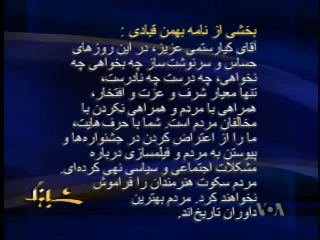 بخشی از نامه بهمن قبادی :
آقای کیارستمی عزیز، در این روزهای
حساس و سرنوشت‌ساز چه بخواهی چه
نخواهی، چه درست چه نادرست،
تنها معیار شرف و عزت و افتخار،
همراهی با مردم و همراهی نکردن با
مخالفان مردم است. شما با حرف‌هایت،
ما را از اعتراض کردن در جشنواره‌ها و
پیوستن به مردم و فیلمسازی درباره
مشکلات اجتماعی و سیاسی نهی کرده‌ای.
مردم سکوت هنرمندان را فراموش
نخواهند کرد. مردم بهترین
داوران تاریخ‌اند.
VOA